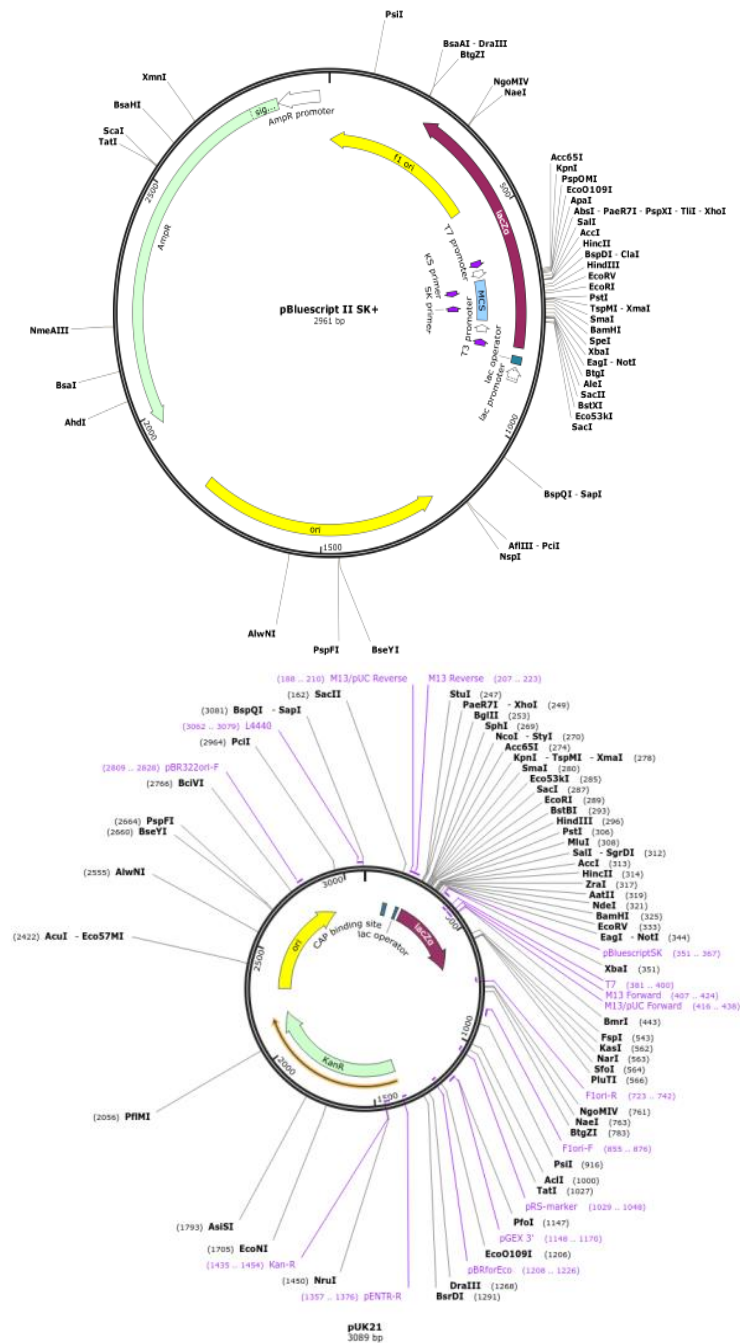 PsiI
BsaAI - DraIII
BtgZI
NgoMIV
NaeI
XmnI
BsaHI
ScaI
TatI
sig...
AmpR promoter
f1 ori
lacZα
500
2500
AmpR
Acc65I
KpnI
PspOMI
EcoO109I
ApaI
AbsI - PaeR7I - PspXI - TliI - XhoI
SalI
AccI
HincII
BspDI - ClaI
HindIII
EcoRV
EcoRI
PstI
TspMI - XmaI
SmaI
BamHI
SpeI
XbaI
EagI - NotI
BtgI
AleI
SacII
BstXI
Eco53kI
SacI
T7 promoter
KS primer
SK primer
MCS
T3 promoter
lac operator
lac promoter
pBluescript II SK+
2961 bp
NmeAIII
BsaI
AhdI
2000
1000
BspQI - SapI
AflIII - PciI
NspI
ori
1500
AlwNI
PspFI
BseYI
(188 .. 210) M13/pUC Reverse
M13 Reverse (207 .. 223)
(162) SacII
(3081) BspQI - SapI
(3062 .. 3079) L4440
(2964) PciI
(2809 .. 2828) pBR322ori-F
(2766) BciVI
(2664) PspFI
(2660) BseYI
(2555) AlwNI
(2422) AcuI - Eco57MI
(2056) PflMI
(1793) AsiSI
(1705) EcoNI
(1435 .. 1454) Kan-R
(1450) NruI
(1357 .. 1376) pENTR-R
StuI (247)
PaeR7I - XhoI (249)
BglII (253)
SphI (269)
NcoI - StyI (270)
Acc65I (274)
KpnI - TspMI - XmaI (278)
SmaI (280)
Eco53kI (285)
SacI (287)
EcoRI (289)
BstBI (293)
HindIII (296)
PstI (306)
MluI (308)
SalI - SgrDI (312)
AccI (313)
HincII (314)
ZraI (317)
AatII (319)
NdeI (321)
BamHI (325)
EcoRV (333)
EagI - NotI (344)
pBluescriptSK (351 .. 367)
XbaI (351)
T7 (381 .. 400)
M13 Forward (407 .. 424)
M13/pUC Forward (416 .. 438)
BmrI (443)
FspI (543)
KasI (562)
NarI (563)
SfoI (564)
PluTI (566)
F1ori-R (723 .. 742)
NgoMIV (761)
NaeI (763)
BtgZI (783)
F1ori-F (855 .. 876)
PsiI (916)
AclI (1000)
TatI (1027)
pRS-marker (1029 .. 1048)
PfoI (1147)
pGEX 3' (1148 .. 1170)
EcoO109I (1206)
pBRforEco (1208 .. 1226)
DraIII (1268)
BsrDI (1291)
3000
500
1000
1500
2000
2500
ori
CAP binding site
lac operator
lacZα
KanR
pUK21
3089 bp